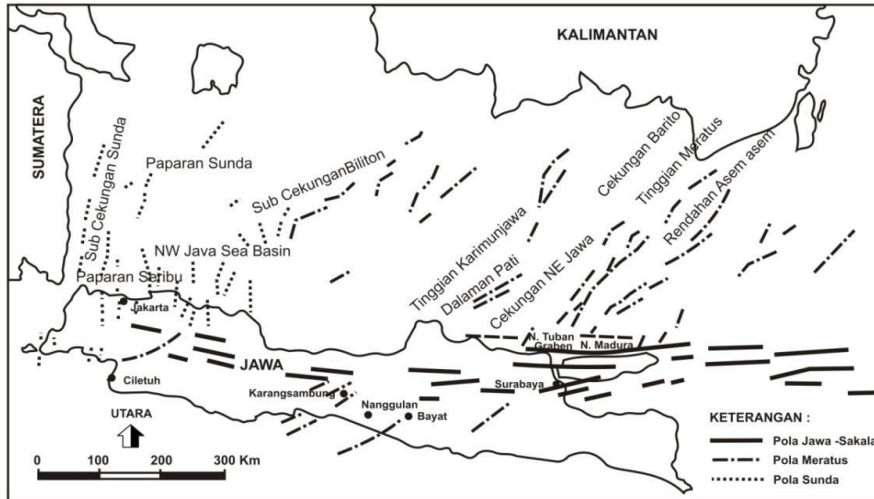 KALIMANTAN
SUMATERA
Sub Cekungan Sunda
Paparan Sunda
Sub CekunganBiliton
Cekungan Barito
Tinggian Meratus
Rendahan Asem asem
NW Java Sea Basin
Paparan Seribu
Tinggian Karimunjawa
Dalaman Pati
Cekungan NE Jawa
Jakarta
N. Tuban
Graben
N. Madura
JAWA
Ciletuh
Karangsambung
Surabaya
Nanggulan
Bayat
UTARA
0 100 200 300 Km
KETERANGAN :
Pola Jawa -Sakala
Pola Meratus
Pola Sunda